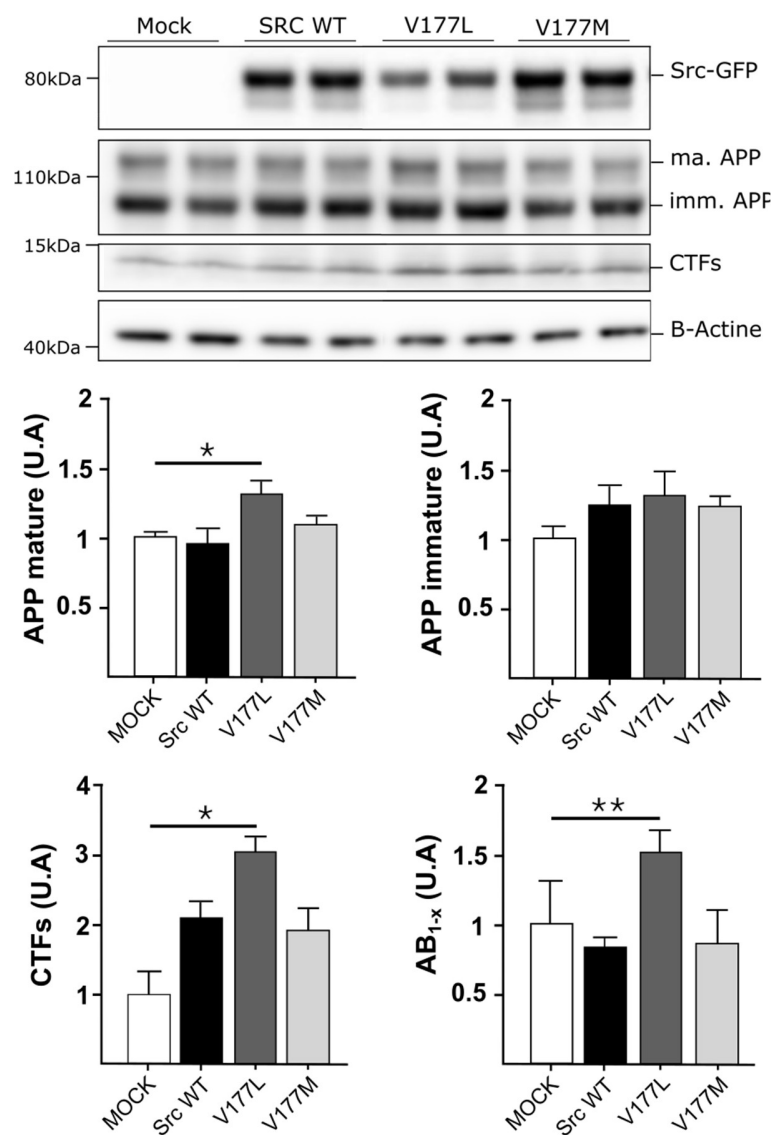 Mock SRC WT V177L V177M
80kDa Src-GFP
ma. APP
110kDa
imm. APP
15kDa
CTFs
B-Actine
40kDa
APP mature (U.A)
2
1.5
1
0.5
*
MOCK Src WT V177L V177M
APP immature (U.A)
2
1.5
1
0.5
MOCK Src WT V177L V177M
CTFs (U.A)
4
3
2
1
*
MOCK Src WT V177L V177M
AB1-x (U.A)
2
1.5
1
0.5
**
MOCK Src WT V177L V177M